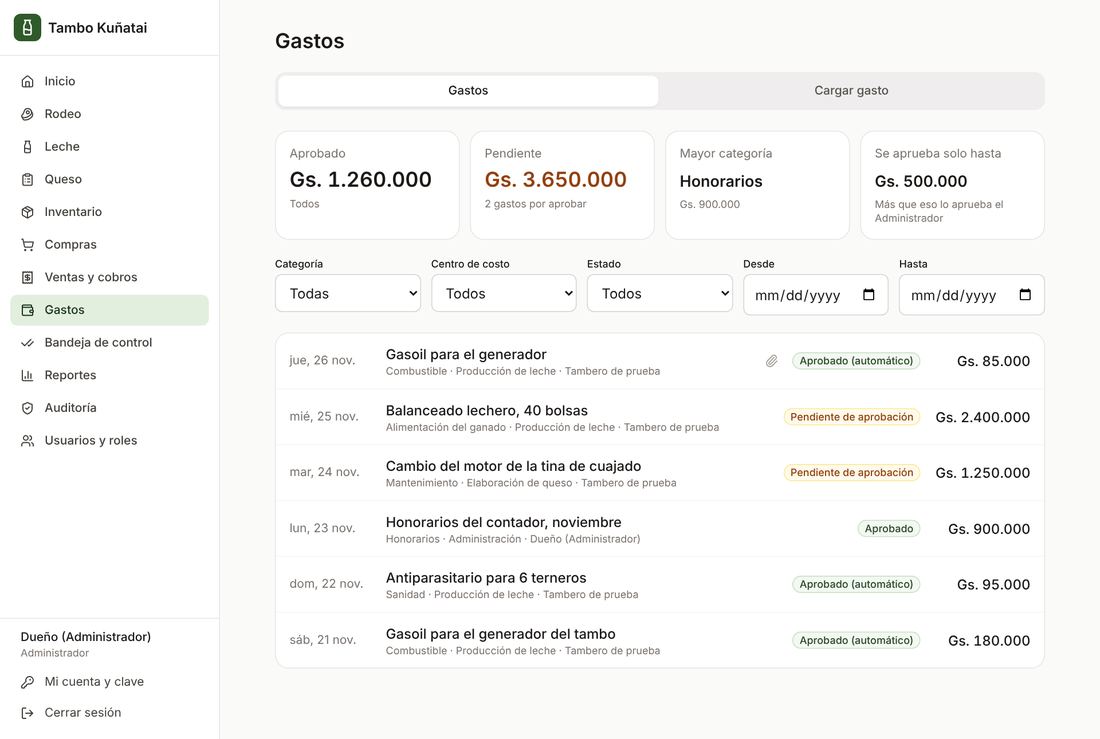 Tambo Kuñatai
Inicio
Rodeo
Leche
Queso
Inventario
Compras
Ventas y cobros
Gastos
Bandeja de control
Reportes
Auditoría
Usuarios y roles
Dueño (Administrador)
Administrador
Mi cuenta y clave
Cerrar sesión
Gastos
Gastos
Cargar gasto
Aprobado
Gs. 1.260.000
Todos
Pendiente
Gs. 3.650.000
2 gastos por aprobar
Mayor categoría
Honorarios
Gs. 900.000
Se aprueba solo hasta
Gs. 500.000
Más que eso lo aprueba el
Administrador
Categoría
Todas
Centro de costo
Todos
Estado
Todos
Desde
mm/dd/yyyy
Hasta
mm/dd/yyyy
jue, 26 nov.
Gasoil para el generador
Combustible · Producción de leche · Tambero de prueba
Aprobado (automático)
Gs. 85.000
mié, 25 nov.
Balanceado lechero, 40 bolsas
Alimentación del ganado · Producción de leche · Tambero de prueba
Pendiente de aprobación
Gs. 2.400.000
mar, 24 nov.
Cambio del motor de la tina de cuajado
Mantenimiento · Elaboración de queso · Tambero de prueba
Pendiente de aprobación
Gs. 1.250.000
lun, 23 nov.
Honorarios del contador, noviembre
Honorarios · Administración · Dueño (Administrador)
Aprobado
Gs. 900.000
dom, 22 nov.
Antiparasitario para 6 terneros
Sanidad · Producción de leche · Tambero de prueba
Aprobado (automático)
Gs. 95.000
sáb, 21 nov.
Gasoil para el generador del tambo
Combustible · Producción de leche · Tambero de prueba
Aprobado (automático)
Gs. 180.000